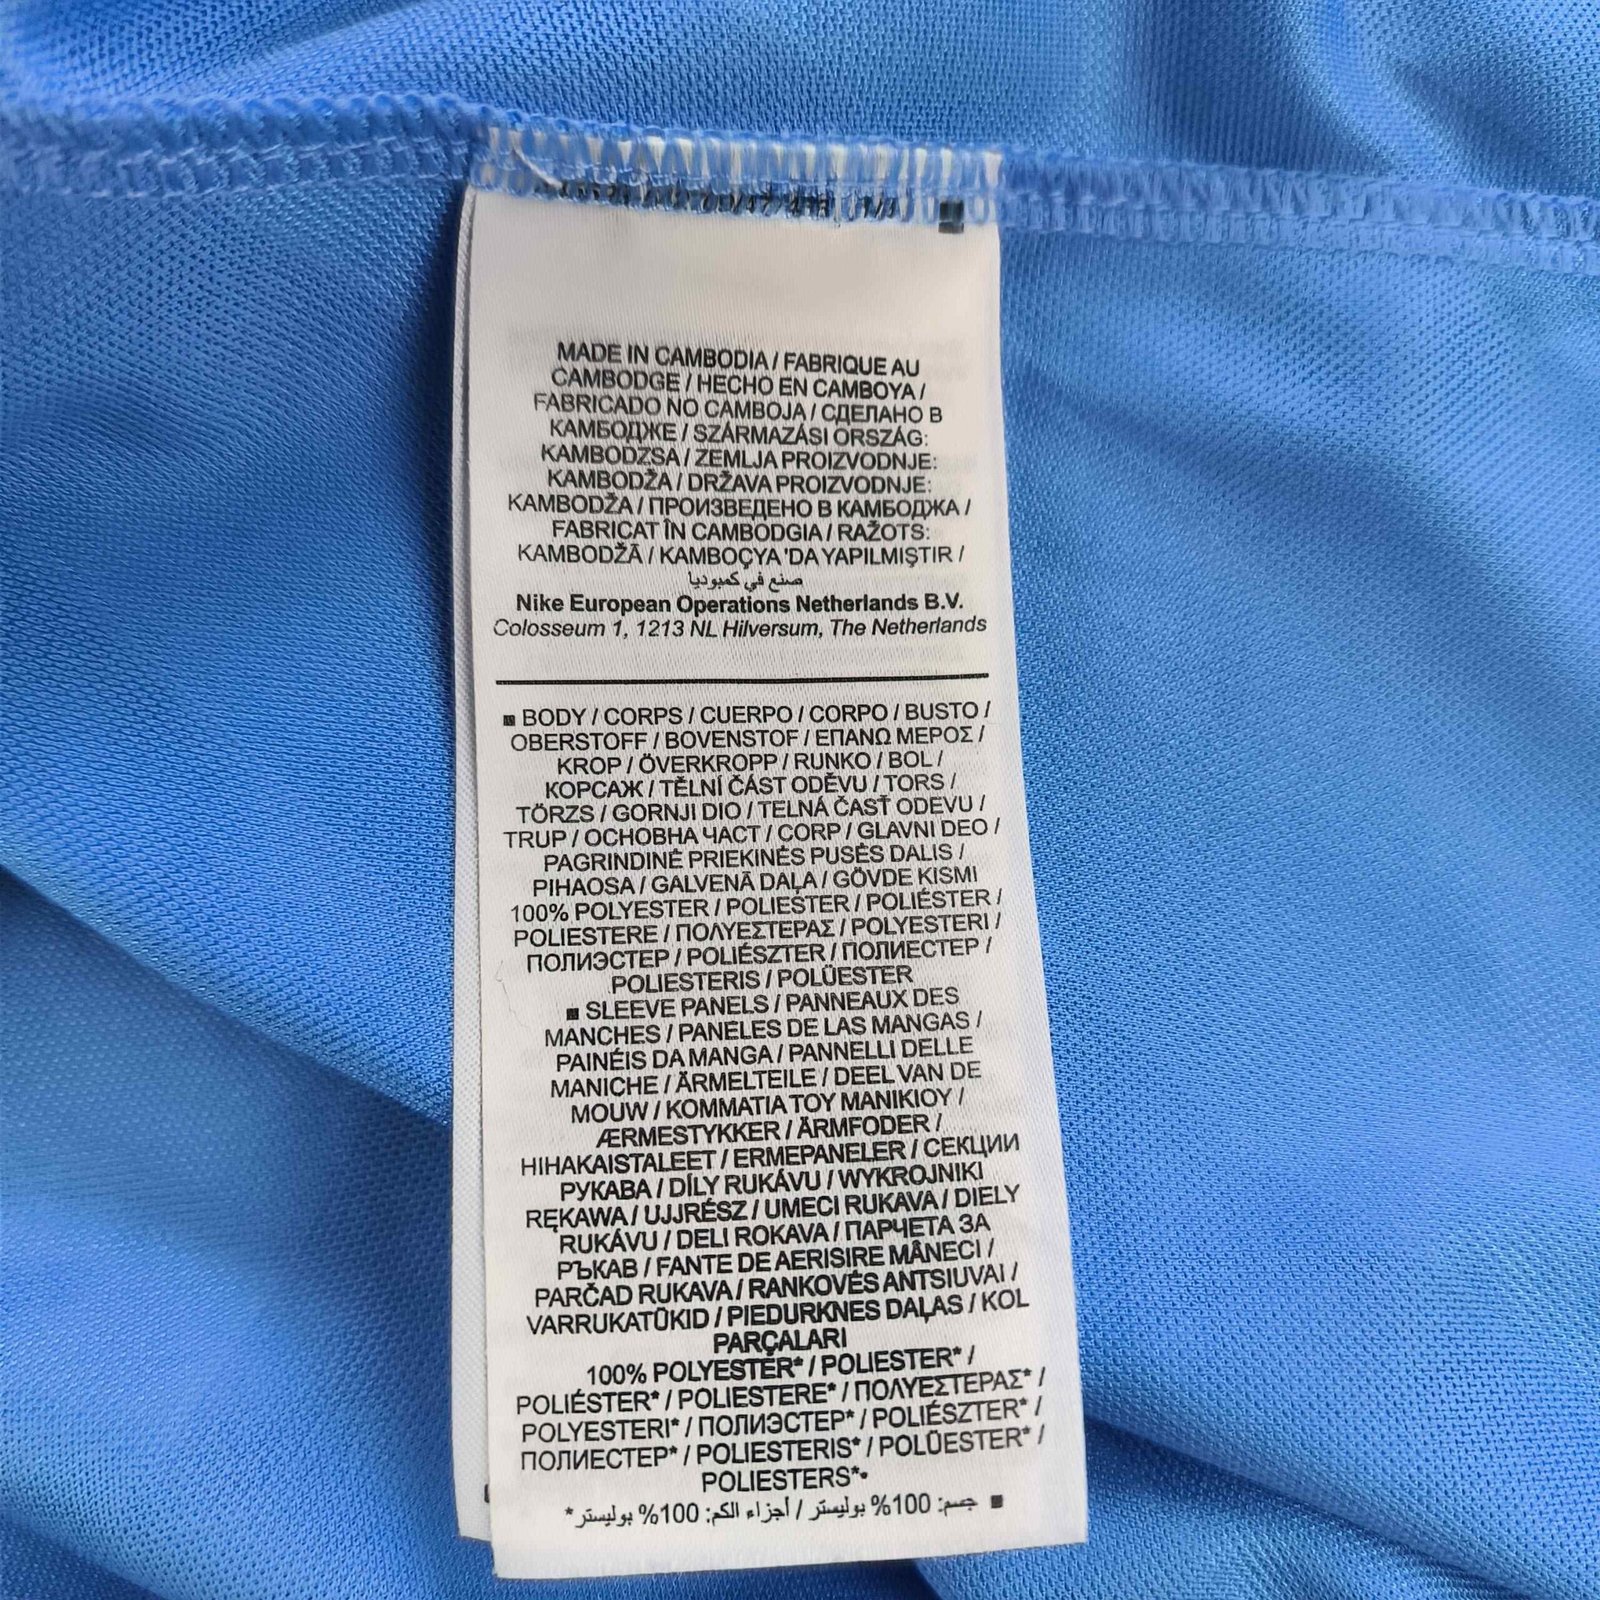 MADE IN CAMBODIA / FABRIQUE AU
CAMBODGE / HECHO EN CAMBOYA /
FABRICADO NO CAMBOJA / СДЕЛАНО В
КАМБОДЖЕ / SZÁRMAZÁSI ORSZÁG:
KAMBODZSA / ZEMLJA PROIZVODNJE:
KAMBODŽA / DRŽAVA PROIZVODNJE:
KAMBODŽA / ПРОИЗВЕДЕНО В КАМБОДЖА /
FABRICAT ÎN CAMBODGIA / RAŽOTS:
KAMBODŽĀ / KAMBOÇYA 'DA YAPILMIŞTIR /
صنع في كمبوديا
Nike European Operations Netherlands B.V.
Colosseum 1, 1213 NL Hilversum, The Netherlands
■ BODY / CORPS / CUERPO / CORPO / BUSTO /
OBERSTOFF / BOVENSTOF / ΕΠΑΝΩ ΜΕΡΟΣ /
KROP / ÖVERKROPP / RUNKO / BOL /
КОРСАЖ / TĚLNÍ ČÁST ODĚVU / TORS /
TÖRZS / GORNJI DIO / TELNÁ ČASŤ ODEVU /
TRUP / ОСНОВНА ЧАСТ / CORP / GLAVNI DEO /
PAGRINDINĖ PRIEKINĖS PUSĖS DALIS /
PIHAOSA / GALVENĀ DAĻA / GÖVDE KISMI
100% POLYESTER / POLIESTER / POLIÉSTER /
POLIESTERE / ΠΟΛΥΕΣΤΕΡΑΣ / POLYESTERI /
ПОЛИЭСТЕР / POLIÉSZTER / ПОЛИЕСТЕР /
POLIESTERIS / POLÜESTER
■ SLEEVE PANELS / PANNEAUX DES
MANCHES / PANELES DE LAS MANGAS /
PAINÉIS DA MANGA / PANNELLI DELLE
MANICHE / ÄRMELTEILE / DEEL VAN DE
MOUW / ΚΟΜΜΑΤΙΑ ΤΟΥ ΜΑΝΙΚΙΟΥ /
ÆRMESTYKKER / ÄRMFODER /
HIHAKAISTALEET / ERMEPANELER / СЕКЦИИ
РУКАВА / DÍLY RUKÁVU / WYKROJNIKI
RĘKAWA / UJJRÉSZ / UMECI RUKAVA / DIELY
RUKÁVU / DELI ROKAVA / ПАРЧЕТА ЗА
РЪКАВ / FANTE DE AERISIRE MÂNECI /
PARČAD RUKAVA / RANKOVĖS ANTSIUVAI /
VARRUKATÜKID / PIEDURKNES DAĻAS / KOL
PARÇALARI
100% POLYESTER* / POLIESTER* /
POLIÉSTER* / POLIESTERE* / ΠΟΛΥΕΣΤΕΡΑΣ* /
POLYESTERI* / ПОЛИЭСТЕР* / POLIÉSZTER* /
ПОЛИЕСТЕР* / POLIESTERIS* / POLÜESTER* /
POLIESTERS*•
■ جسم: 100% بوليستر / أجزاء الكم: 100% بوليستر*